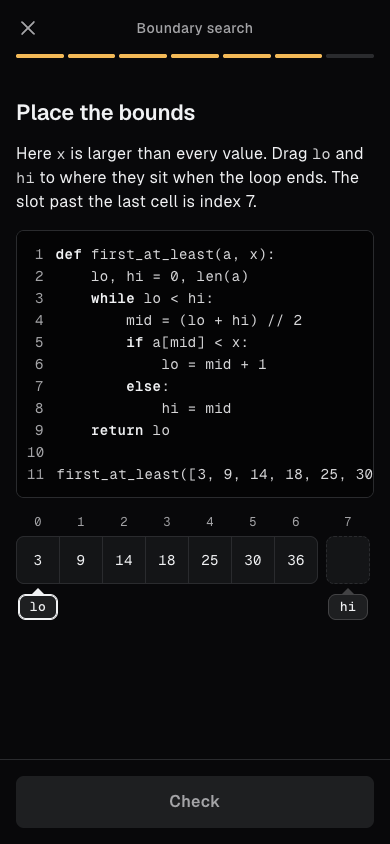 Boundary search
Place the bounds
Here x is larger than every value. Drag lo and
hi to where they sit when the loop ends. The
slot past the last cell is index 7.
1 def first_at_least(a, x):
2     lo, hi = 0, len(a)
3     while lo < hi:
4         mid = (lo + hi) // 2
5         if a[mid] < x:
6             lo = mid + 1
7         else:
8             hi = mid
9     return lo
10
11 first_at_least([3, 9, 14, 18, 25, 30
0 1 2 3 4 5 6 7
3 9 14 18 25 30 36
lo hi
Check